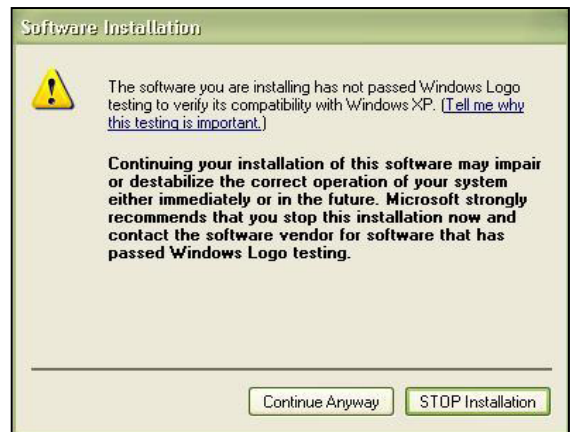 Software Installation
The software you are installing has not passed Windows Logo
testing to verify its compatibility with Windows XP. (Tell me why
this testing is important.)
Continuing your installation of this software may impair
or destabilize the correct operation of your system
either immediately or in the future. Microsoft strongly
recommends that you stop this installation now and
contact the software vendor for software that has
passed Windows Logo testing.
Continue Anyway STOP Installation